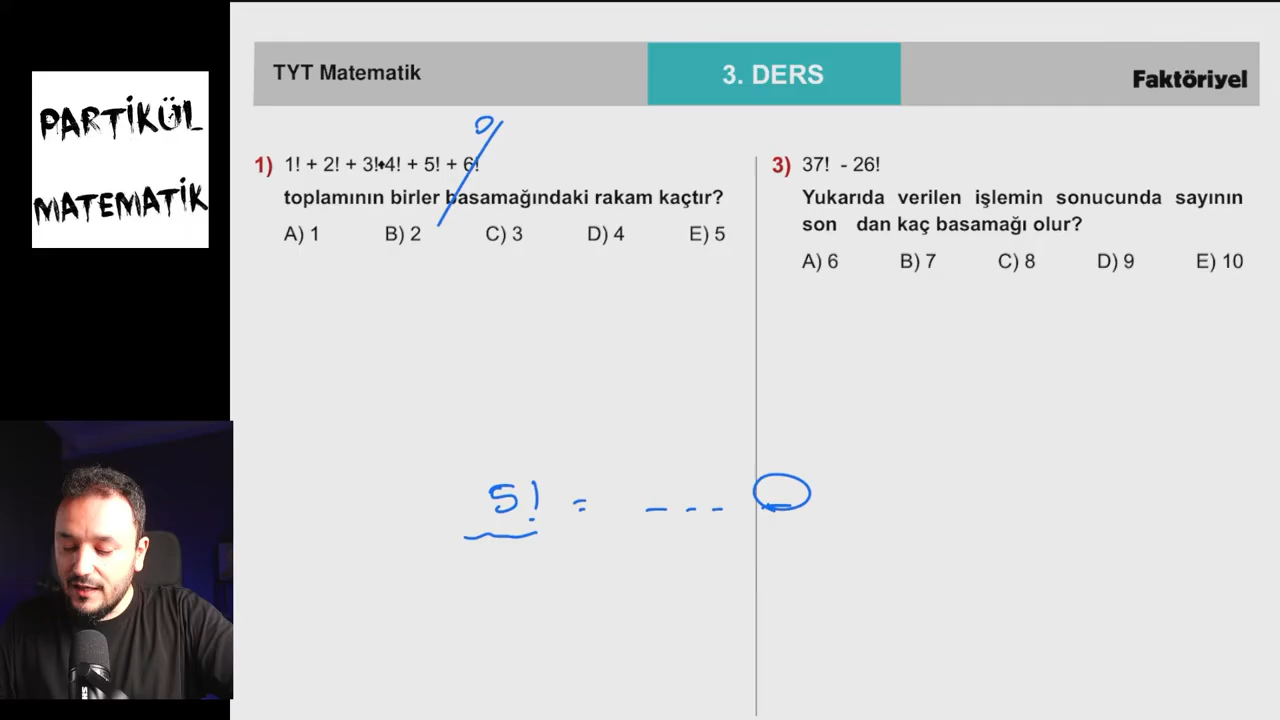 PARTİKÜL
MATEMATİK
TYT Matematik
3. DERS
Faktöriyel
0
1) 1! + 2! + 3!+4! + 5! + 6!
toplamının birler basamağındaki rakam kaçtır?
A) 1 B) 2 C) 3 D) 4 E) 5
3) 37! - 26!
Yukarıda verilen işlemin sonucunda sayının
son dan kaç basamağı olur?
A) 6 B) 7 C) 8 D) 9 E) 10
5! = _ _ _ _